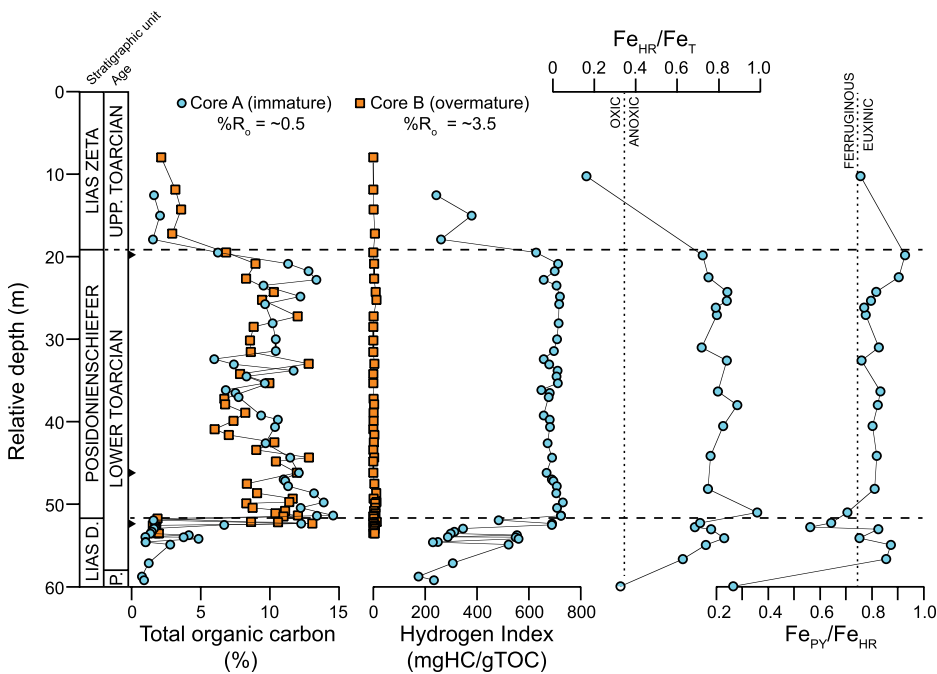 Stratigraphic unit
Age
Relative depth (m)
0
10
20
30
40
50
60
LIAS ZETA
POSIDONIENSCHIEFER
LIAS D.
UPP. TOARCIAN
LOWER TOARCIAN
P.
Core A (immature)
%Ro = ~0.5
Core B (overmature)
%Ro = ~3.5
0 5 10 15
Total organic carbon
(%)
0 200 400 600 800
Hydrogen Index
(mgHC/gTOC)
FeHR/FeT
0 0.2 0.4 0.6 0.8 1.0
OXIC
ANOXIC
FERRUGINOUS
EUXINIC
0.2 0.4 0.6 0.8 1.0
FePY/FeHR